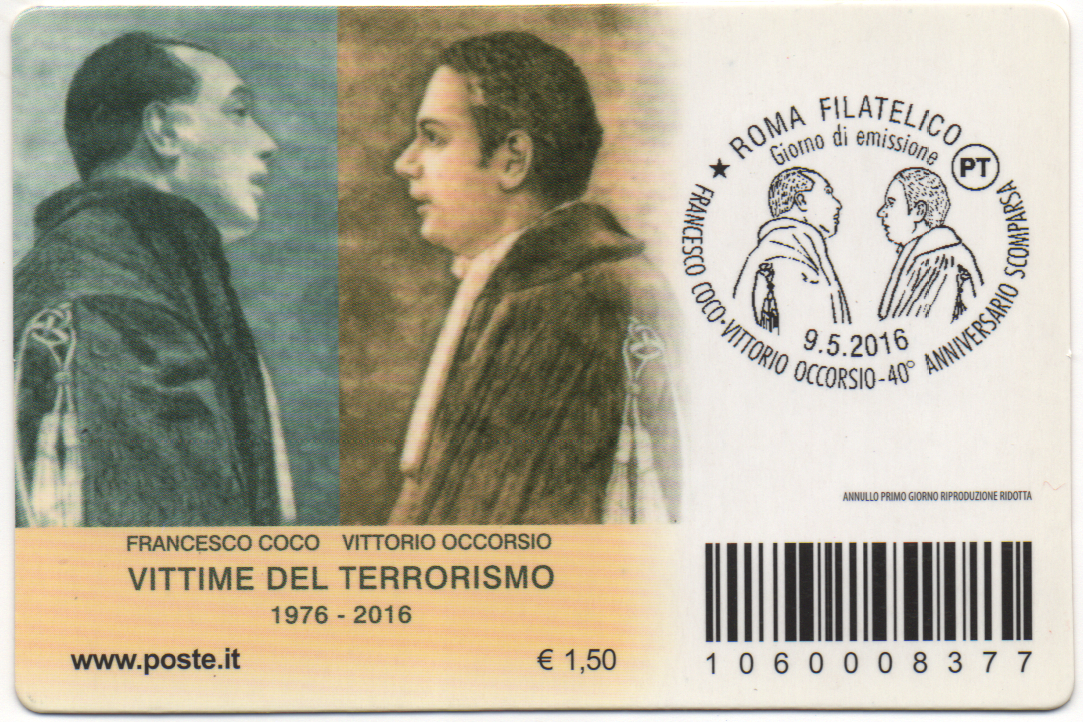 ★ ROMA FILATELICO
Giorno di emissione
PT
9.5.2016
FRANCESCO COCO·VITTORIO OCCORSIO-40° ANNIVERSARIO SCOMPARSA
ANNULLO PRIMO GIORNO RIPRODUZIONE RIDOTTA
FRANCESCO COCO VITTORIO OCCORSIO
VITTIME DEL TERRORISMO
1976 - 2016
www.poste.it € 1,50
1060008377